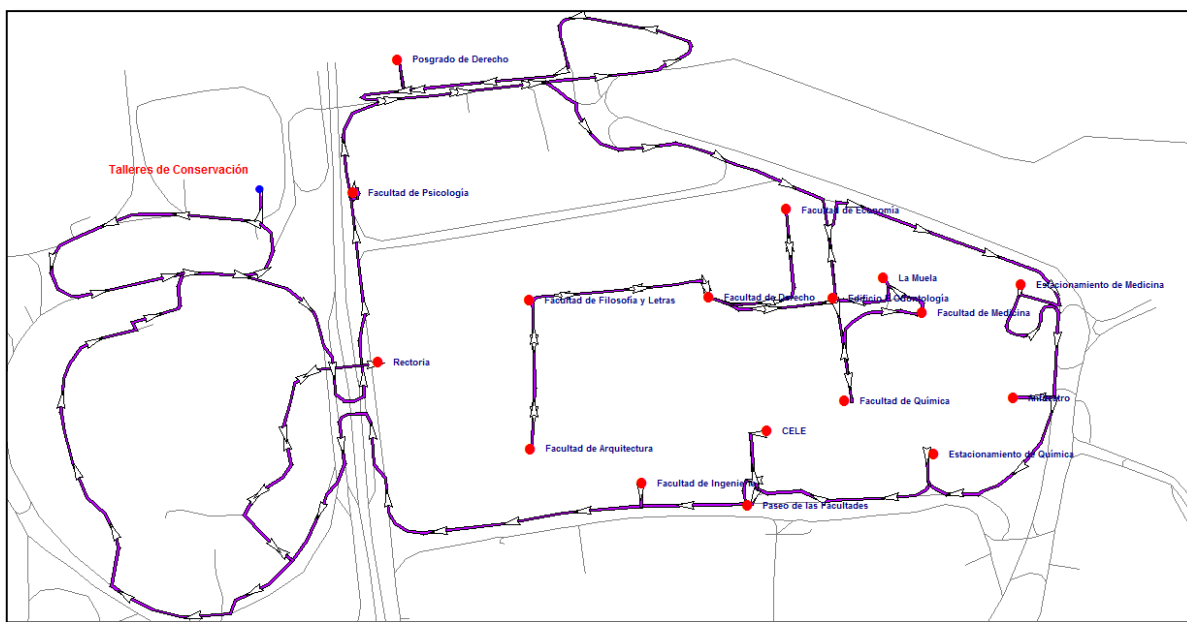 Posgrado de Derecho
Talleres de Conservación
Facultad de Psicología
Facultad de Economía
La Muela
Estacionamiento de Medicina
Facultad de Filosofía y Letras
Facultad de Derecho
Edificio Odontología
Facultad de Medicina
Rectoría
Facultad de Química
CELE
Facultad de Arquitectura
Estacionamiento de Química
Facultad de Ingeniería
Paseo de las Facultades